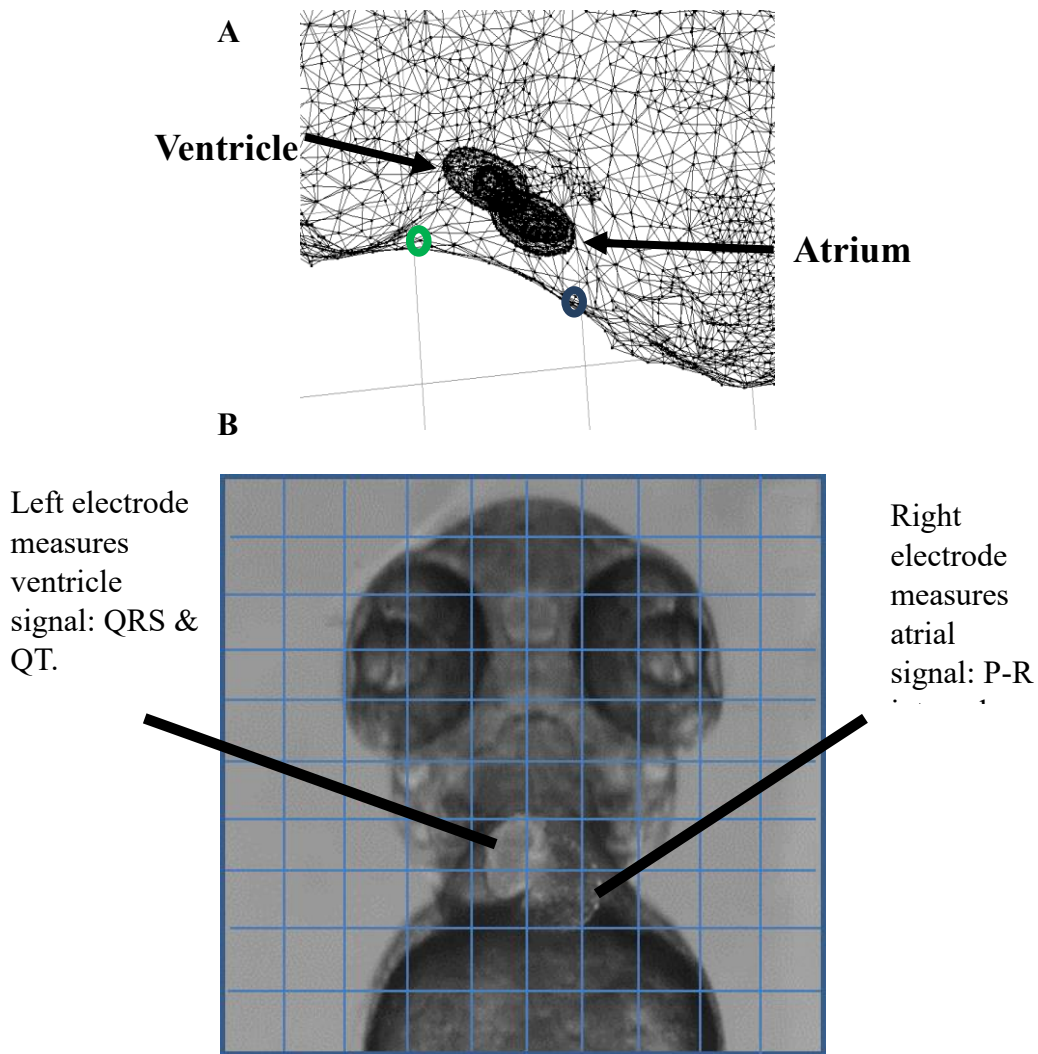 A
Ventricle
Atrium
B
Left electrode
measures
ventricle
signal: QRS &
QT.
Right
electrode
measures
atrial
signal: P-R